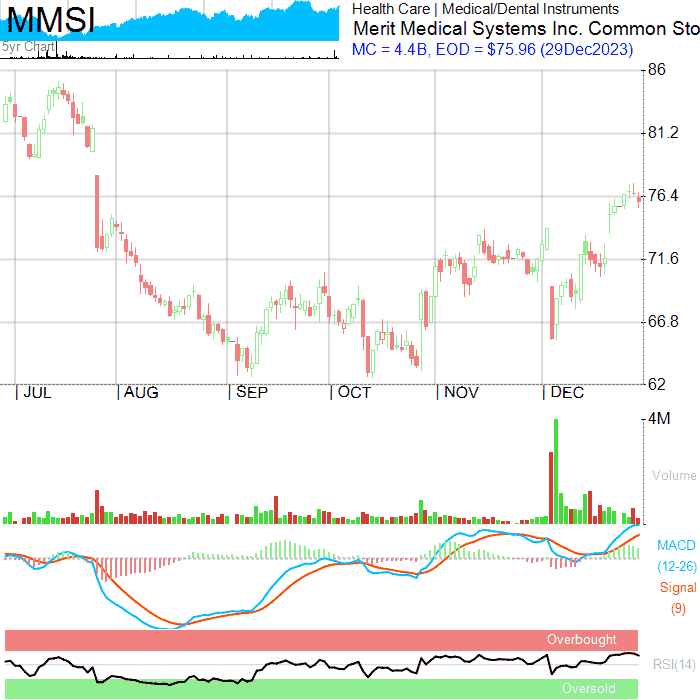 MMSI
5yr Chart
Health Care | Medical/Dental Instruments
Merit Medical Systems Inc. Common Sto
MC = 4.4B, EOD = $75.96 (29Dec2023)
86
81.2
76.4
71.6
66.8
62
JUL AUG SEP OCT NOV DEC
4M
Volume
MACD
(12-26)
Signal
(9)
Overbought
RSI(14)
Oversold